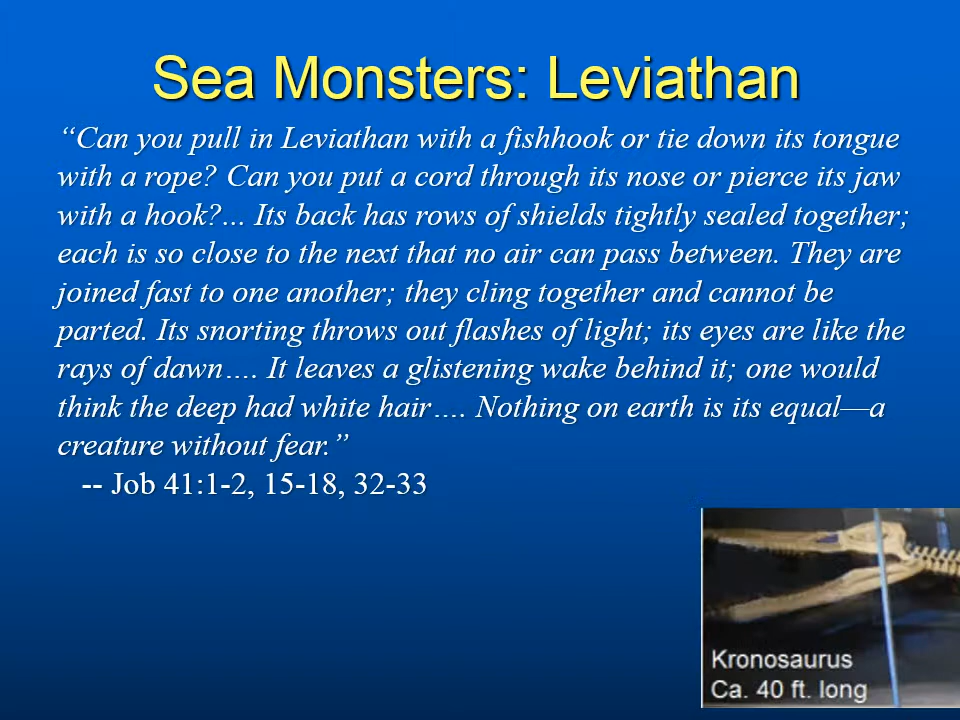 Sea Monsters: Leviathan
“Can you pull in Leviathan with a fishhook or tie down its tongue
with a rope? Can you put a cord through its nose or pierce its jaw
with a hook?… Its back has rows of shields tightly sealed together;
each is so close to the next that no air can pass between. They are
joined fast to one another; they cling together and cannot be
parted. Its snorting throws out flashes of light; its eyes are like the
rays of dawn…. It leaves a glistening wake behind it; one would
think the deep had white hair…. Nothing on earth is its equal—a
creature without fear.”
-- Job 41:1-2, 15-18, 32-33
Kronosaurus
Ca. 40 ft. long